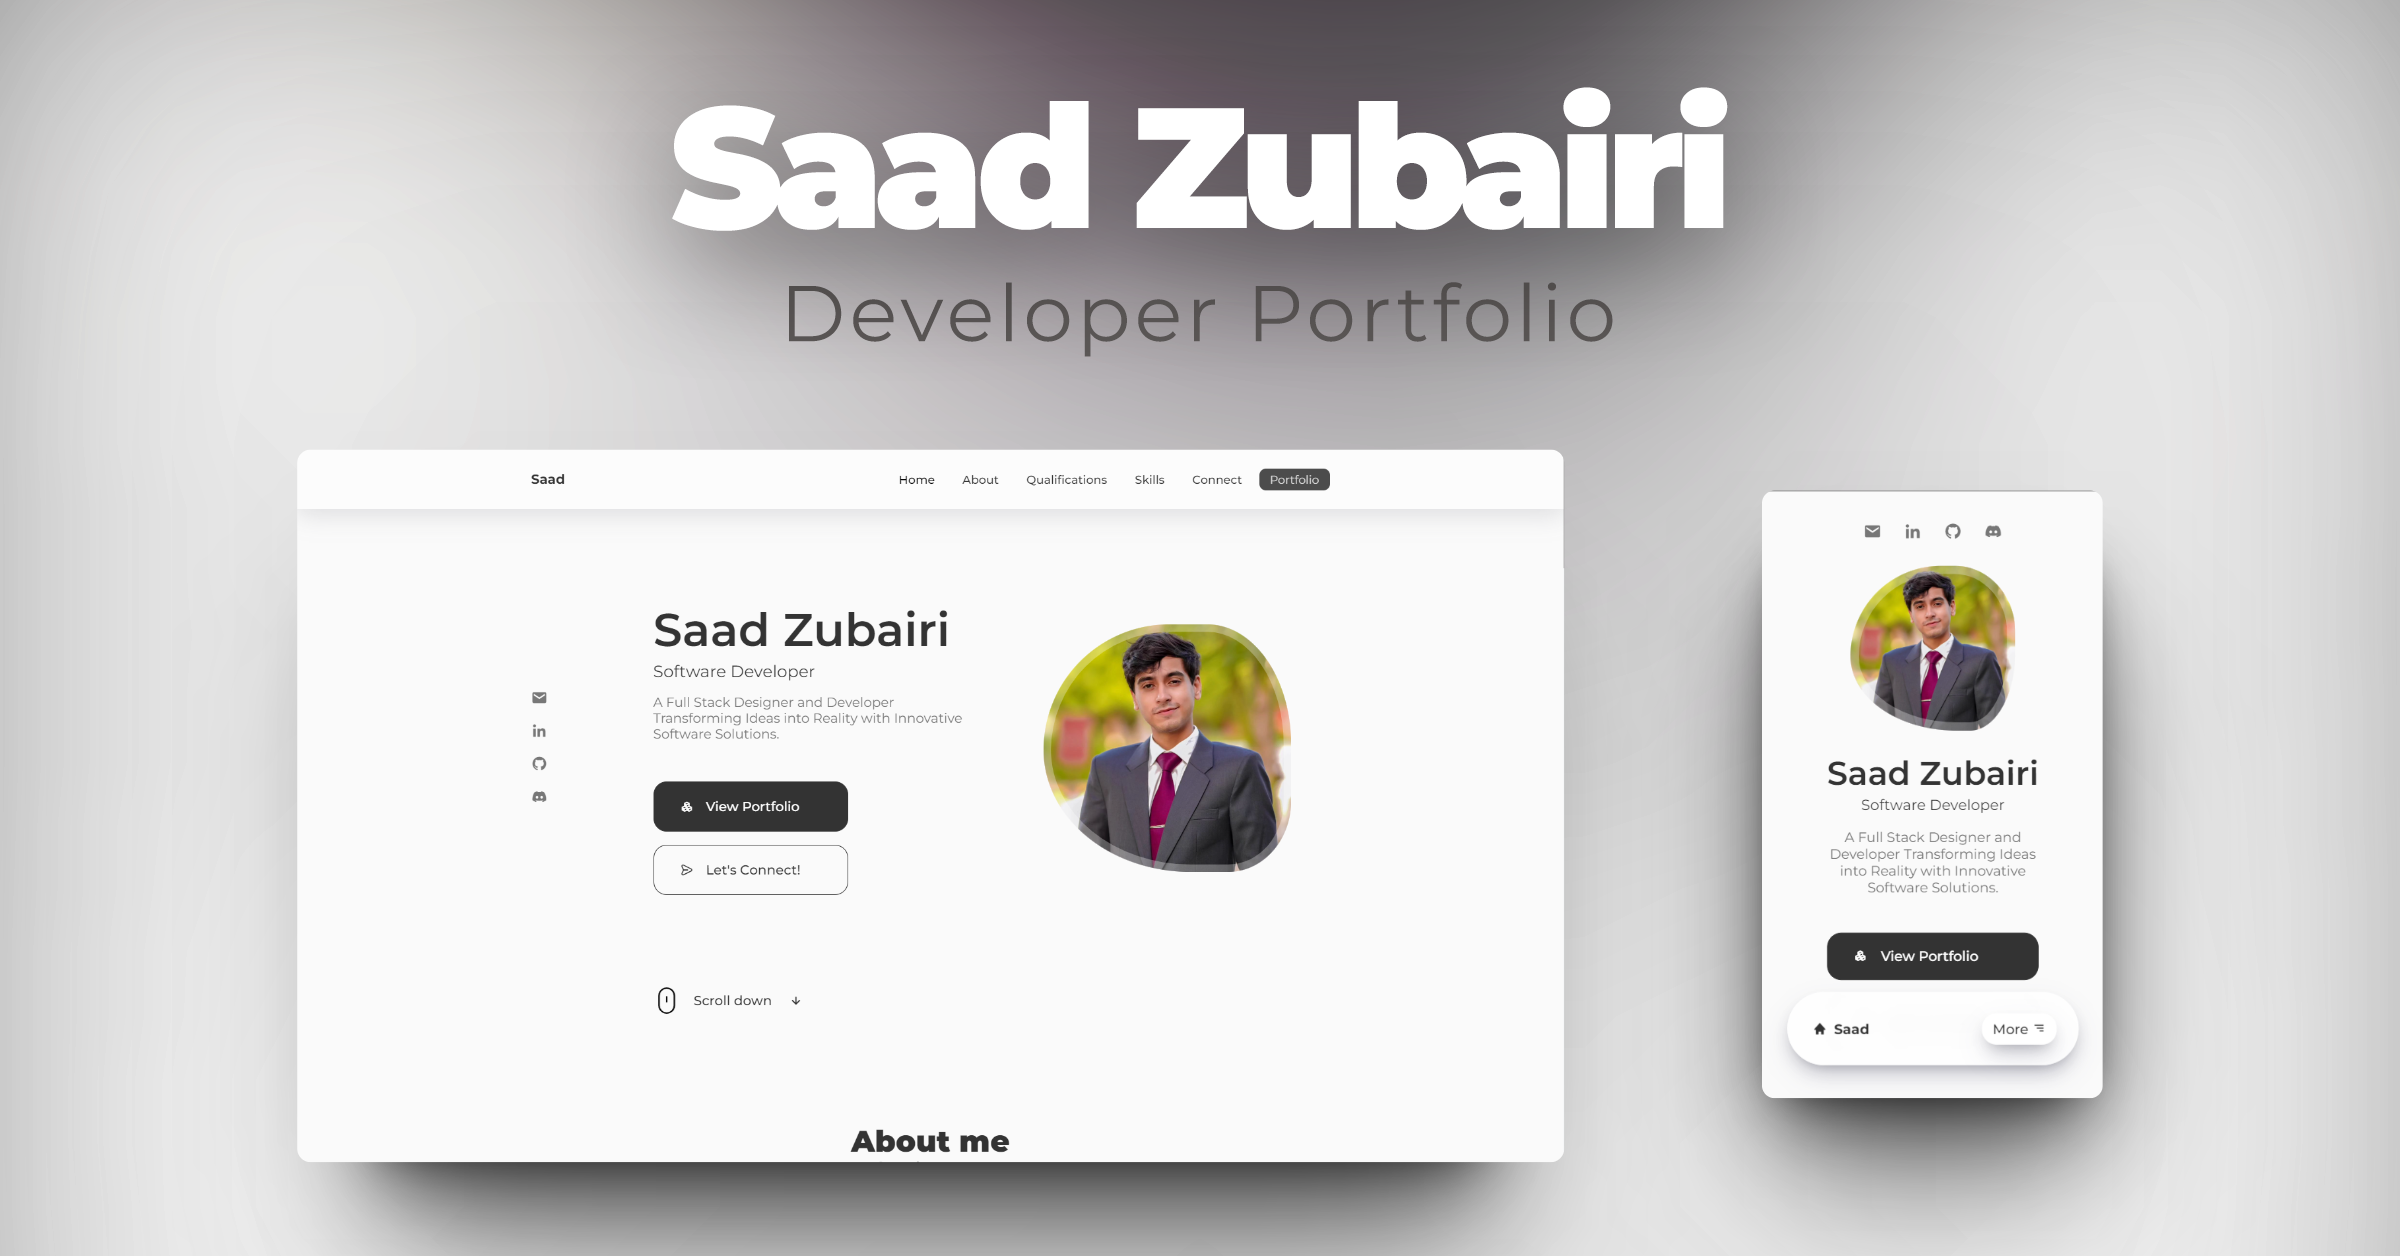 Saad Zubairi
Developer Portfolio
Saad
Home
About
Qualifications
Skills
Connect
Portfolio
Saad Zubairi
Software Developer
A Full Stack Designer and Developer
Transforming Ideas into Reality with Innovative
Software Solutions.
View Portfolio
Let's Connect!
Scroll down
About me
Saad Zubairi
Software Developer
A Full Stack Designer and
Developer Transforming Ideas
into Reality with Innovative
Software Solutions.
View Portfolio
Saad
More